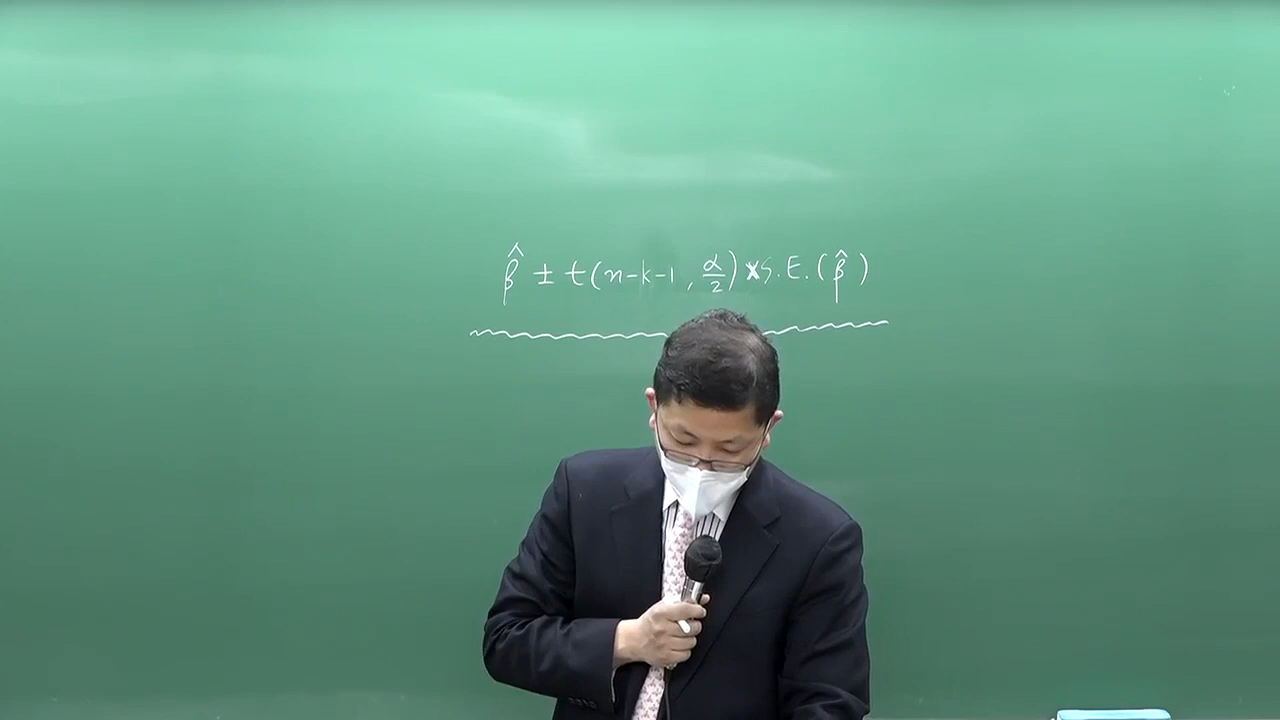 β̂ ± t(n-k-1, α/2) × S.E.(β̂)